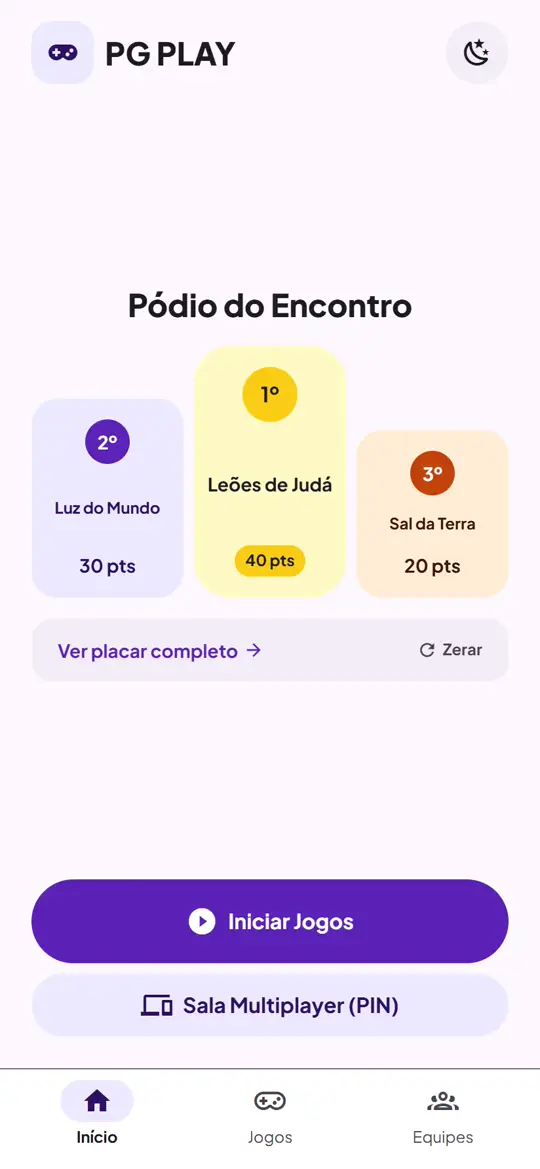 PG PLAY
Pódio do Encontro
1º
2º
3º
Leões de Judá
Luz do Mundo
Sal da Terra
40 pts
30 pts
20 pts
Ver placar completo →
Zerar
Iniciar Jogos
Sala Multiplayer (PIN)
Início
Jogos
Equipes